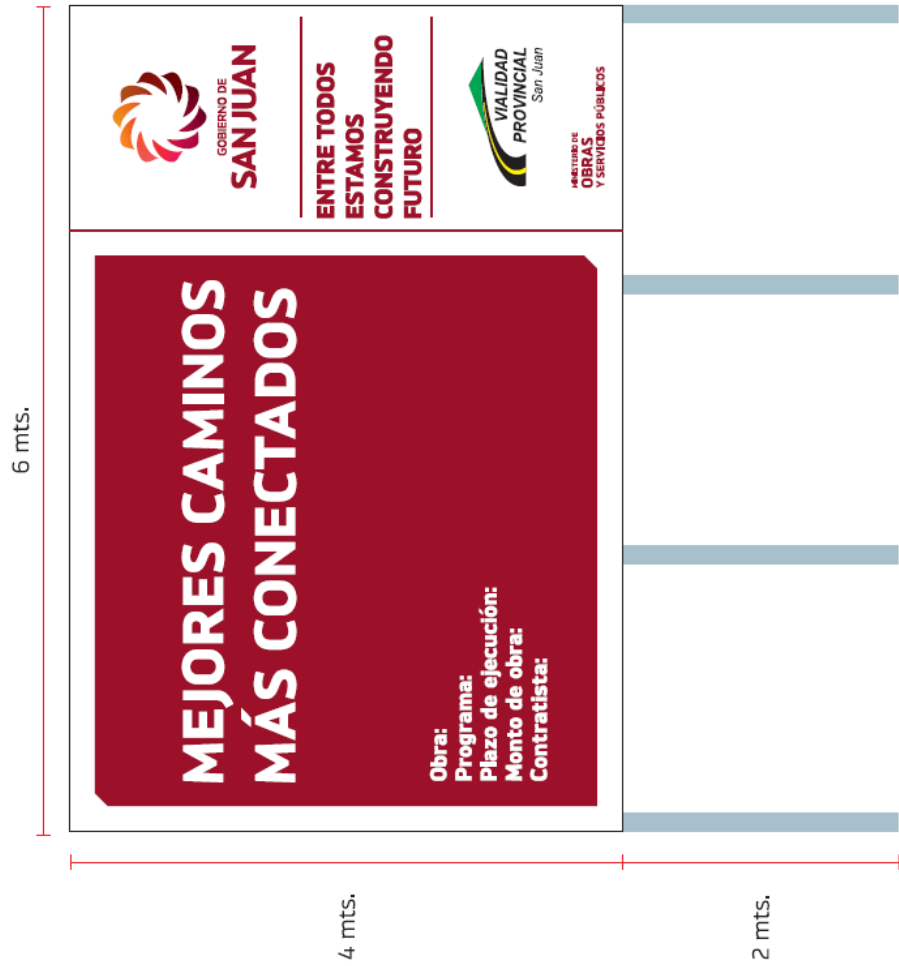 6 mts.
MEJORES CAMINOS
MÁS CONECTADOS
Obra:
Programa:
Plazo de ejecución:
Monto de obra:
Contratista:
GOBIERNO DE
SAN JUAN
ENTRE TODOS
ESTAMOS
CONSTRUYENDO
FUTURO
VIALIDAD
PROVINCIAL
San Juan
MINISTERIO DE
OBRAS
Y SERVICIOS PÚBLICOS
4 mts.
2 mts.